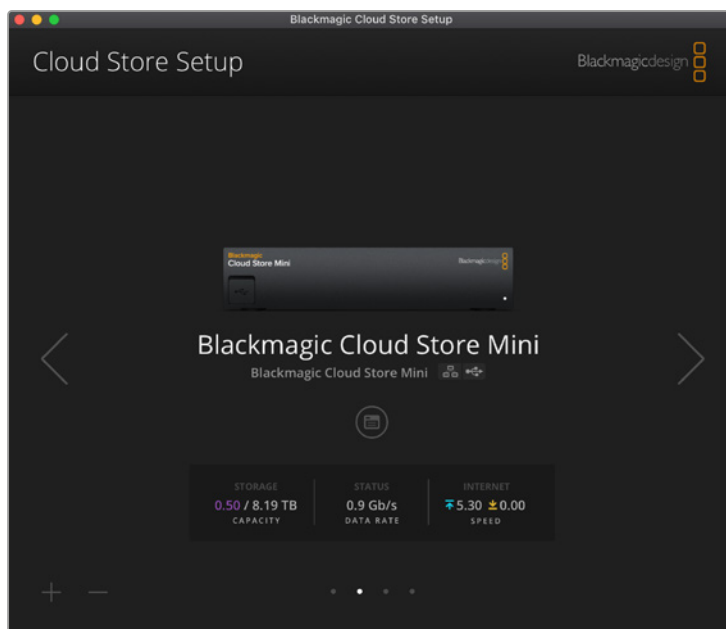 Blackmagic Cloud Store Setup
Cloud Store Setup
Blackmagicdesign
Blackmagic
Cloud Store Mini
Blackmagicdesign
Blackmagic Cloud Store Mini
Blackmagic Cloud Store Mini
STORAGE STATUS INTERNET
0.50 / 8.19 TB 0.9 Gb/s 5.30 0.00
CAPACITY DATA RATE SPEED